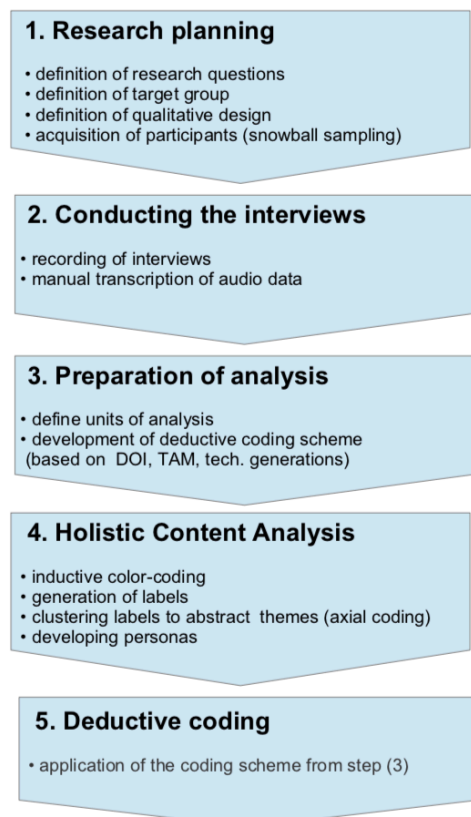 1. Research planning
• definition of research questions
• definition of target group
• definition of qualitative design
• acquisition of participants (snowball sampling)
2. Conducting the interviews
• recording of interviews
• manual transcription of audio data
3. Preparation of analysis
• define units of analysis
• development of deductive coding scheme
(based on DOI, TAM, tech. generations)
4. Holistic Content Analysis
• inductive color-coding
• generation of labels
• clustering labels to abstract themes (axial coding)
• developing personas
5. Deductive coding
• application of the coding scheme from step (3)